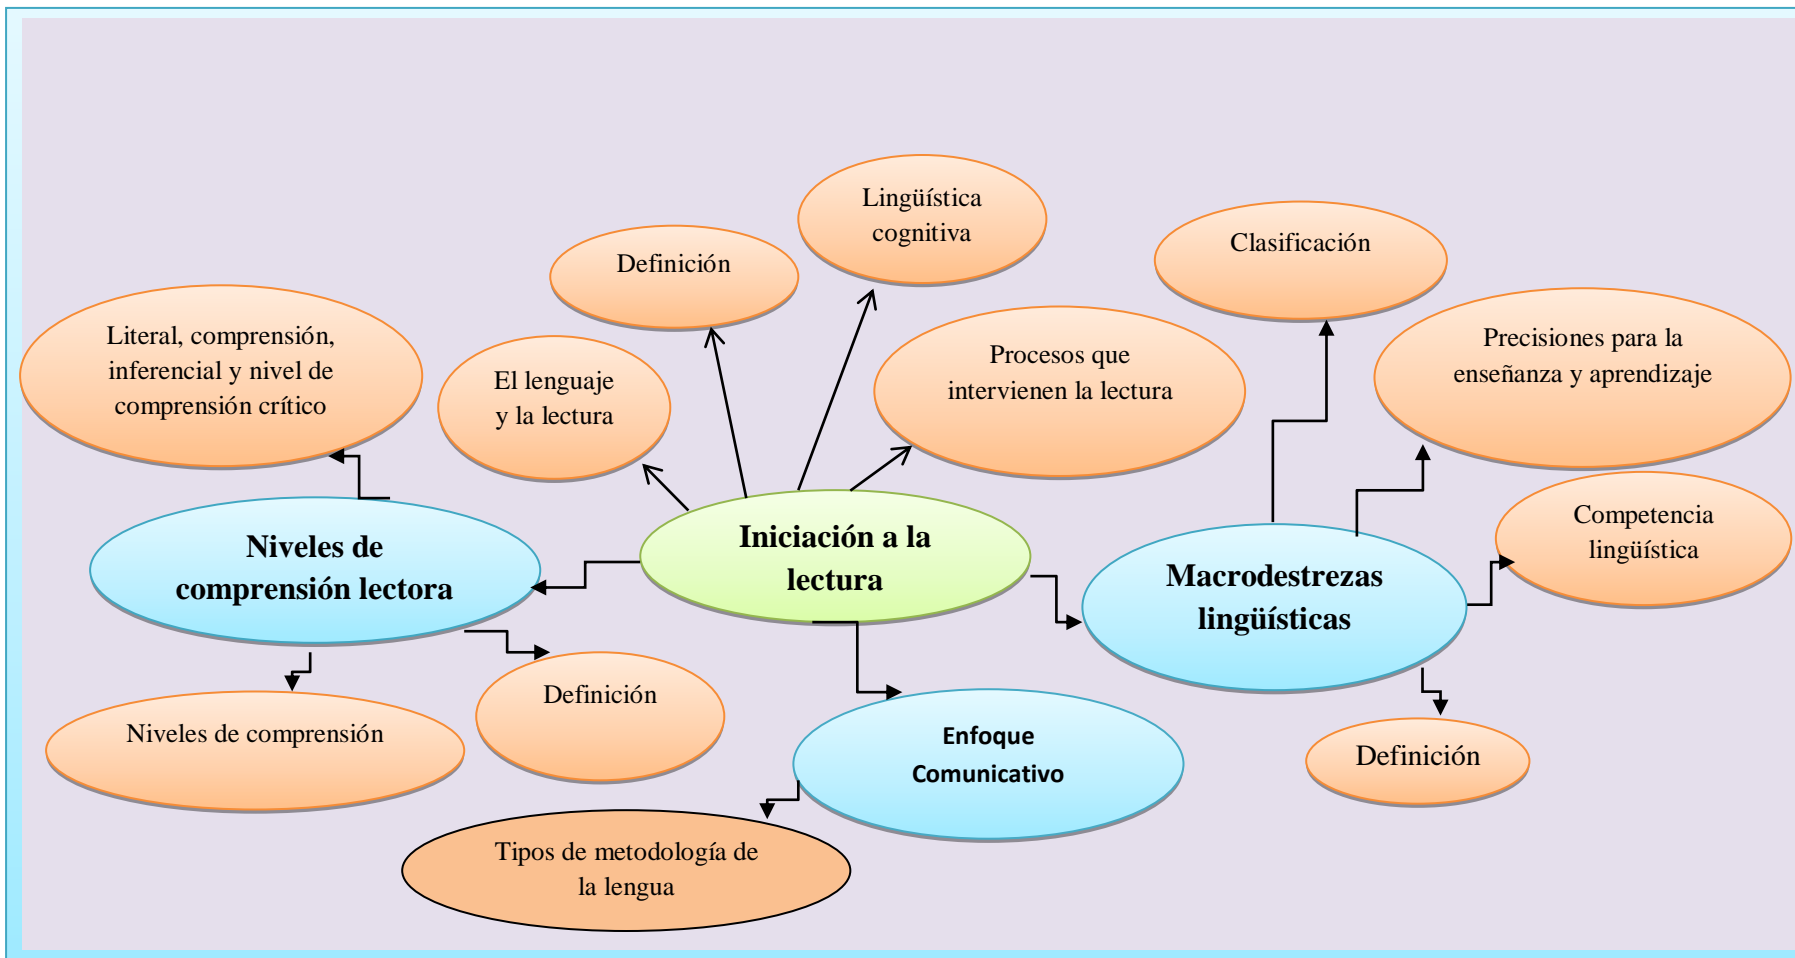 Lingüística
cognitiva
Clasificación
Definición
Literal, comprensión,
inferencial y nivel de
comprensión crítico
El lenguaje
y la lectura
Procesos que
intervienen la lectura
Precisiones para la
enseñanza y aprendizaje
Competencia
lingüística
Niveles de
comprensión lectora
Iniciación a la
lectura
Macrodestrezas
lingüísticas
Definición
Niveles de comprensión
Enfoque
Comunicativo
Definición
Tipos de metodología de
la lengua